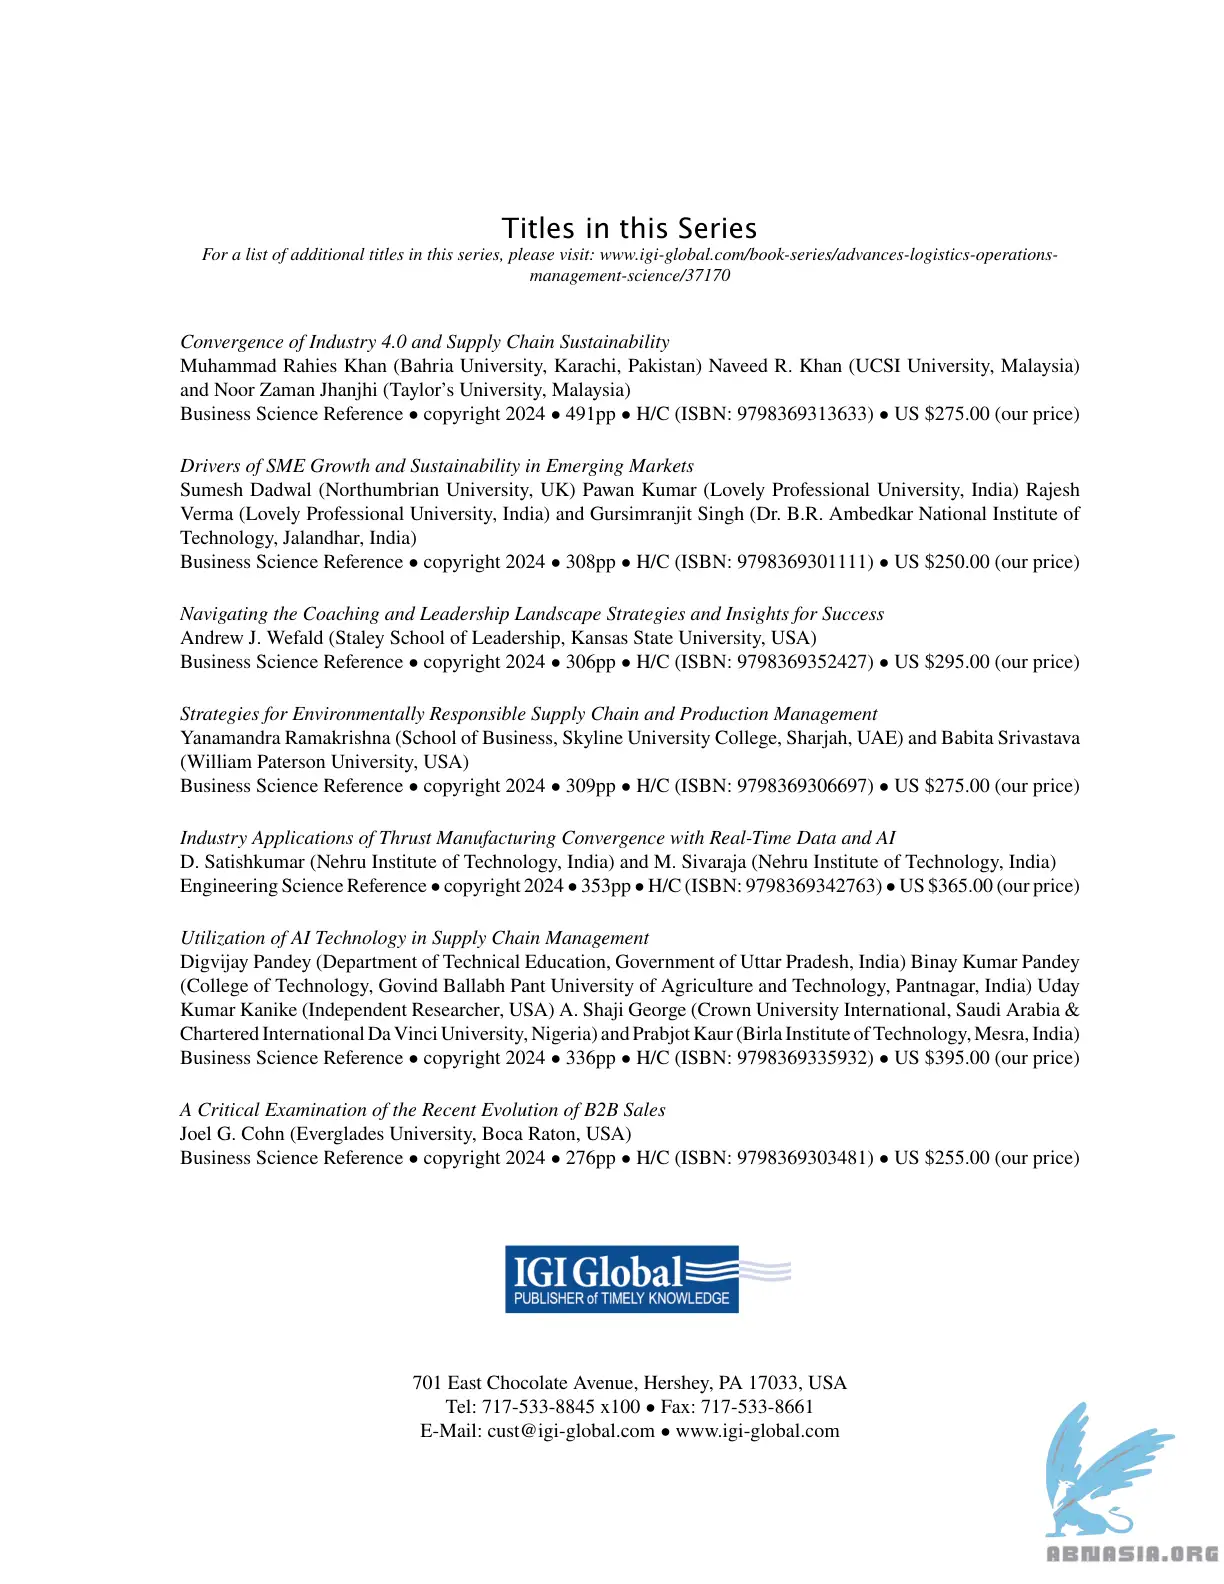 Titles in this Series
For a list of additional titles in this series, please visit: www.igi-global.com/book-series/advances-logistics-operations-
management-science/37170
Convergence of Industry 4.0 and Supply Chain Sustainability
Muhammad Rahies Khan (Bahria University, Karachi, Pakistan) Naveed R. Khan (UCSI University, Malaysia)
and Noor Zaman Jhanjhi (Taylor’s University, Malaysia)
Business Science Reference • copyright 2024 • 491pp • H/C (ISBN: 9798369313633) • US $275.00 (our price)
Drivers of SME Growth and Sustainability in Emerging Markets
Sumesh Dadwal (Northumbrian University, UK) Pawan Kumar (Lovely Professional University, India) Rajesh
Verma (Lovely Professional University, India) and Gursimranjit Singh (Dr. B.R. Ambedkar National Institute of
Technology, Jalandhar, India)
Business Science Reference • copyright 2024 • 308pp • H/C (ISBN: 9798369301111) • US $250.00 (our price)
Navigating the Coaching and Leadership Landscape Strategies and Insights for Success
Andrew J. Wefald (Staley School of Leadership, Kansas State University, USA)
Business Science Reference • copyright 2024 • 306pp • H/C (ISBN: 9798369352427) • US $295.00 (our price)
Strategies for Environmentally Responsible Supply Chain and Production Management
Yanamandra Ramakrishna (School of Business, Skyline University College, Sharjah, UAE) and Babita Srivastava
(William Paterson University, USA)
Business Science Reference • copyright 2024 • 309pp • H/C (ISBN: 9798369306697) • US $275.00 (our price)
Industry Applications of Thrust Manufacturing Convergence with Real-Time Data and AI
D. Satishkumar (Nehru Institute of Technology, India) and M. Sivaraja (Nehru Institute of Technology, India)
Engineering Science Reference • copyright 2024 • 353pp • H/C (ISBN: 9798369342763) • US $365.00 (our price)
Utilization of AI Technology in Supply Chain Management
Digvijay Pandey (Department of Technical Education, Government of Uttar Pradesh, India) Binay Kumar Pandey
(College of Technology, Govind Ballabh Pant University of Agriculture and Technology, Pantnagar, India) Uday
Kumar Kanike (Independent Researcher, USA) A. Shaji George (Crown University International, Saudi Arabia &
Chartered International Da Vinci University, Nigeria) and Prabjot Kaur (Birla Institute of Technology, Mesra, India)
Business Science Reference • copyright 2024 • 336pp • H/C (ISBN: 9798369335932) • US $395.00 (our price)
A Critical Examination of the Recent Evolution of B2B Sales
Joel G. Cohn (Everglades University, Boca Raton, USA)
Business Science Reference • copyright 2024 • 276pp • H/C (ISBN: 9798369303481) • US $255.00 (our price)
IGI Global
PUBLISHER of TIMELY KNOWLEDGE
701 East Chocolate Avenue, Hershey, PA 17033, USA
Tel: 717-533-8845 x100 • Fax: 717-533-8661
E-Mail: cust@igi-global.com • www.igi-global.com
ABNASIA.ORG